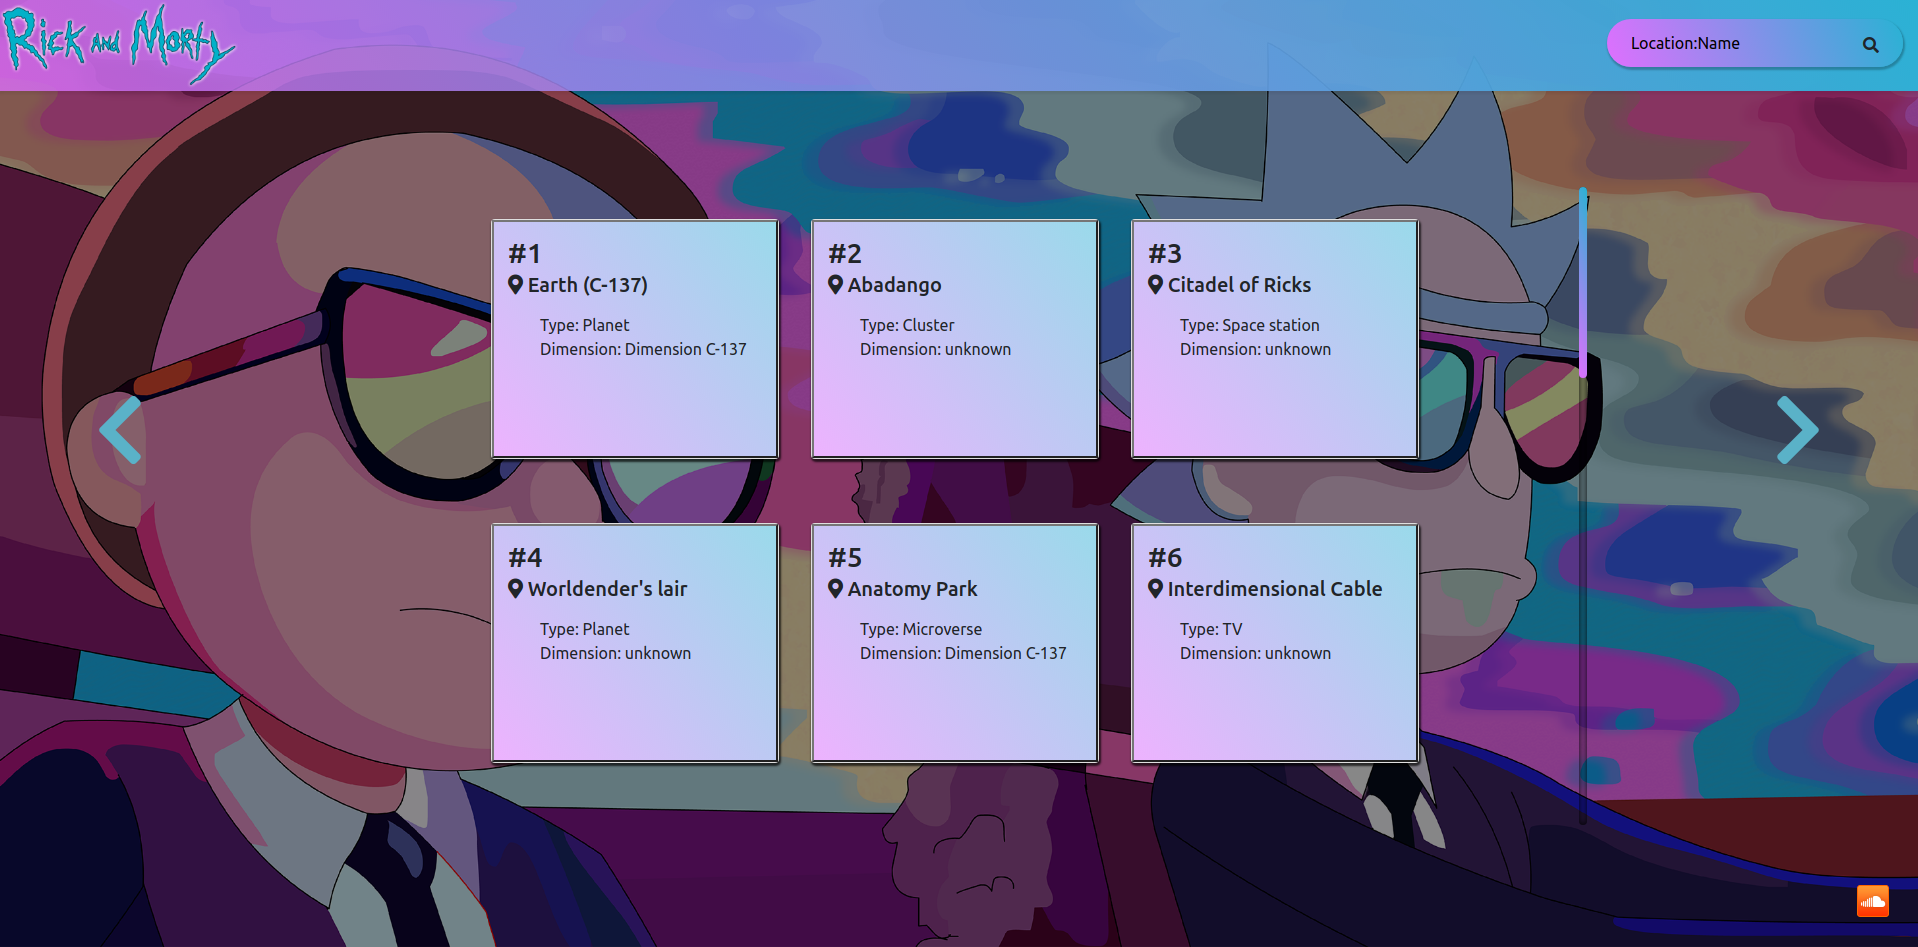 Rick and Morty
Location:Name
#1
Earth (C-137)
Type: Planet
Dimension: Dimension C-137
#2
Abadango
Type: Cluster
Dimension: unknown
#3
Citadel of Ricks
Type: Space station
Dimension: unknown
#4
Worldender's lair
Type: Planet
Dimension: unknown
#5
Anatomy Park
Type: Microverse
Dimension: Dimension C-137
#6
Interdimensional Cable
Type: TV
Dimension: unknown